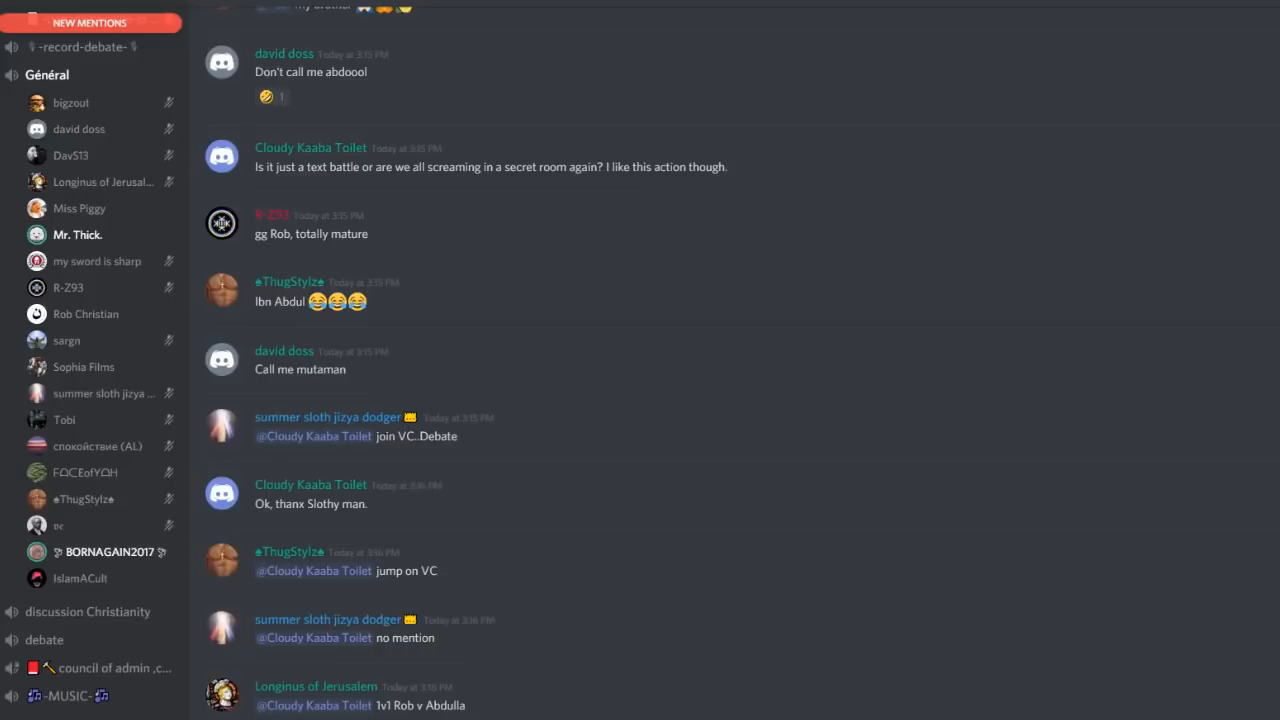 NEW MENTIONS
-record-debate-
Général
bigzout
david doss
DavS13
Longinus of Jerusal...
Miss Piggy
Mr. Thick.
my sword is sharp
R-Z93
Rob Christian
sargn
Sophia Films
summer sloth jizya ...
Tobi
спокойствие (AL)
♠ThugStylz♠
BORNAGAIN2017
IslamACult
discussion Christianity
debate
council of admin ,c...
-MUSIC-
david doss Today at 3:15 PM
Don't call me abdoool
1
Cloudy Kaaba Toilet Today at 3:15 PM
Is it just a text battle or are we all screaming in a secret room again? I like this action though.
R-Z93 Today at 3:15 PM
gg Rob, totally mature
♠ThugStylz♠ Today at 3:15 PM
Ibn Abdul 😂😂😂
david doss Today at 3:15 PM
Call me mutaman
summer sloth jizya dodger Today at 3:15 PM
@Cloudy Kaaba Toilet join VC..Debate
Cloudy Kaaba Toilet Today at 3:16 PM
Ok, thanx Slothy man.
♠ThugStylz♠ Today at 3:16 PM
@Cloudy Kaaba Toilet jump on VC
summer sloth jizya dodger Today at 3:16 PM
@Cloudy Kaaba Toilet no mention
Longinus of Jerusalem Today at 3:16 PM
@Cloudy Kaaba Toilet 1v1 Rob v Abdulla